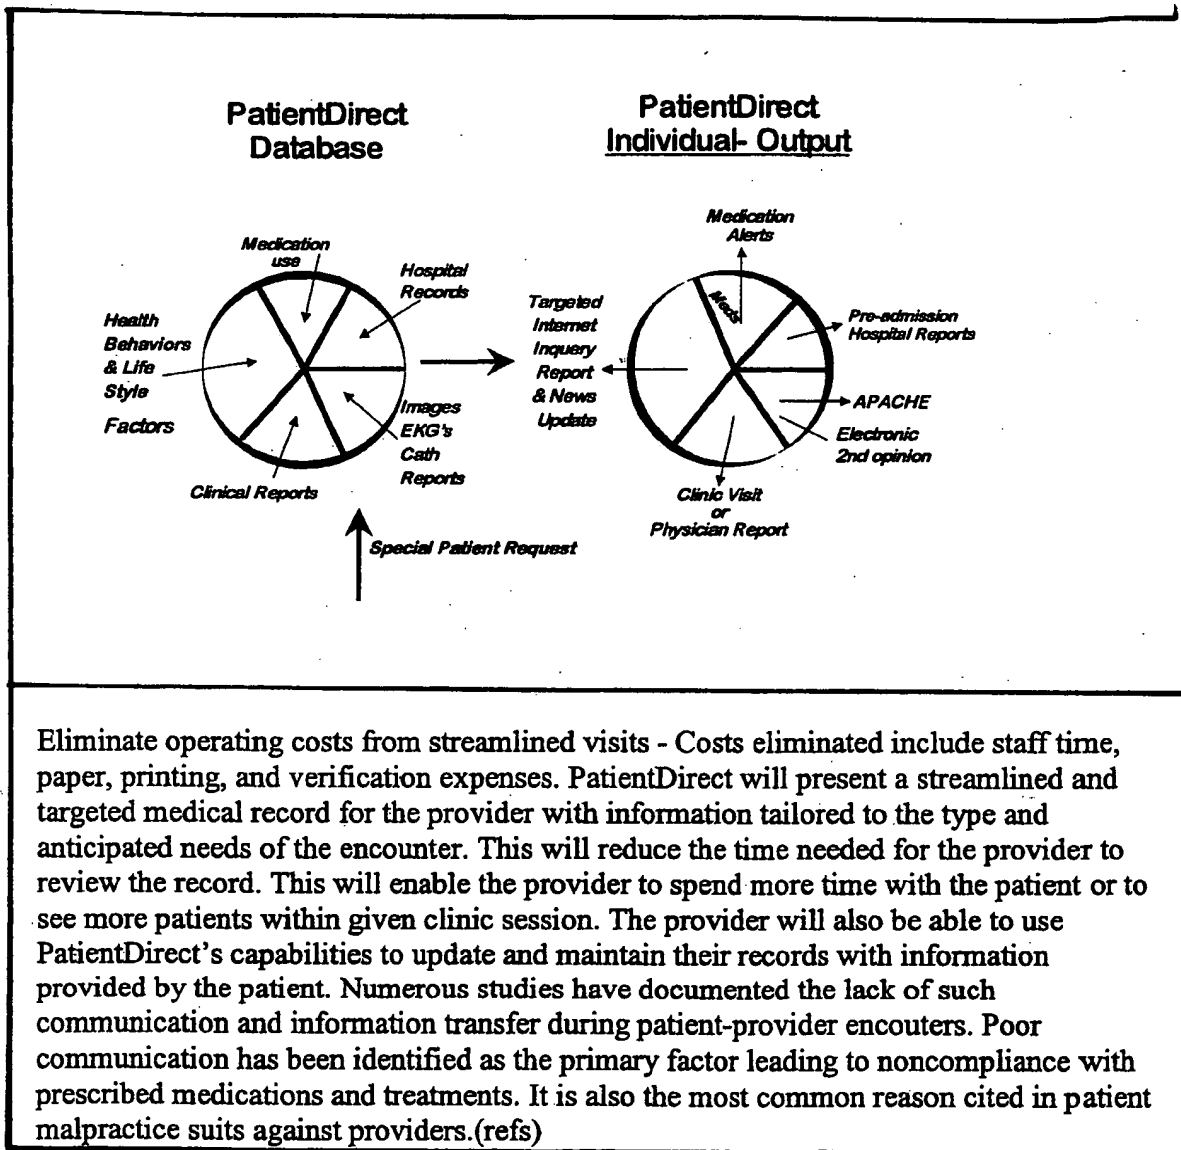 PatientDirect
Database
PatientDirect
Individual- Output
Medication
use
Hospital
Records
Health
Behaviors
& Life
Style
Factors
Images
EKG's
Cath
Reports
Clinical Reports
Special Patient Request
Medication
Alerts
Meds
Targeted
Internet
Inquery
Report
& News
Update
Pre-admission
Hospital Reports
APACHE
Electronic
2nd opinion
Clinic Visit
or
Physician Report
Eliminate operating costs from streamlined visits - Costs eliminated include staff time,
paper, printing, and verification expenses. PatientDirect will present a streamlined and
targeted medical record for the provider with information tailored to the type and
anticipated needs of the encounter. This will reduce the time needed for the provider to
review the record. This will enable the provider to spend more time with the patient or to
see more patients within given clinic session. The provider will also be able to use
PatientDirect's capabilities to update and maintain their records with information
provided by the patient. Numerous studies have documented the lack of such
communication and information transfer during patient-provider encouters. Poor
communication has been identified as the primary factor leading to noncompliance with
prescribed medications and treatments. It is also the most common reason cited in patient
malpractice suits against providers.(refs)